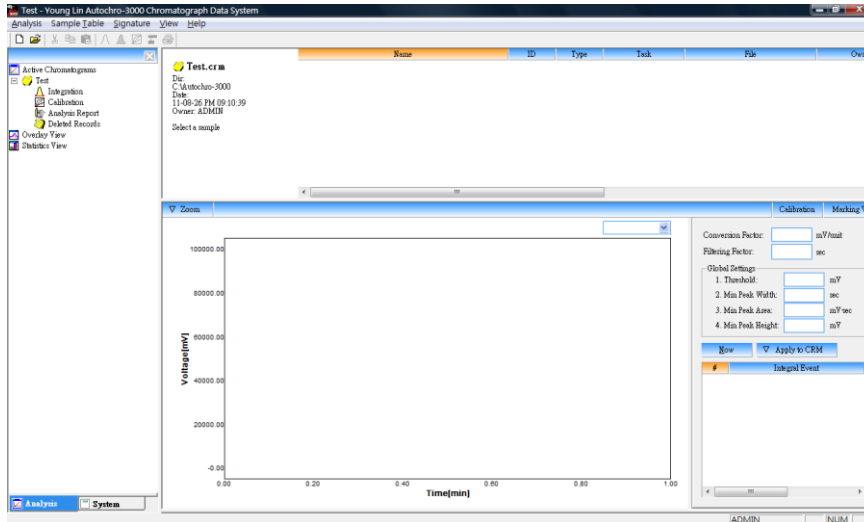 Test - Young Lin Autochro-3000 Chromatograph Data System
Analysis Sample Table Signature View Help
Active Chromatograms
Test
Integration
Calibration
Analysis Report
Deleted Records
Overlay View
Statistics View
Test.crm
Dir:
C:\Autochro-3000
Date:
11-08-26 PM 09:10:39
Owner: ADMIN
Select a sample
Name ID Type Task File Own
Zoom Calibration Marking
100000.00
80000.00
60000.00
40000.00
20000.00
-0.00
Voltage[mV]
0.00 0.20 0.40 0.60 0.80 1.00
Time[min]
Conversion Factor: mV/unit
Filtering Factor: sec
Global Settings
1. Threshold: mV
2. Min Peak Width: sec
3. Min Peak Area: mV sec
4. Min Peak Height: mV
Now Apply to CRM
# Integral Event
Analysis System
ADMIN NUM